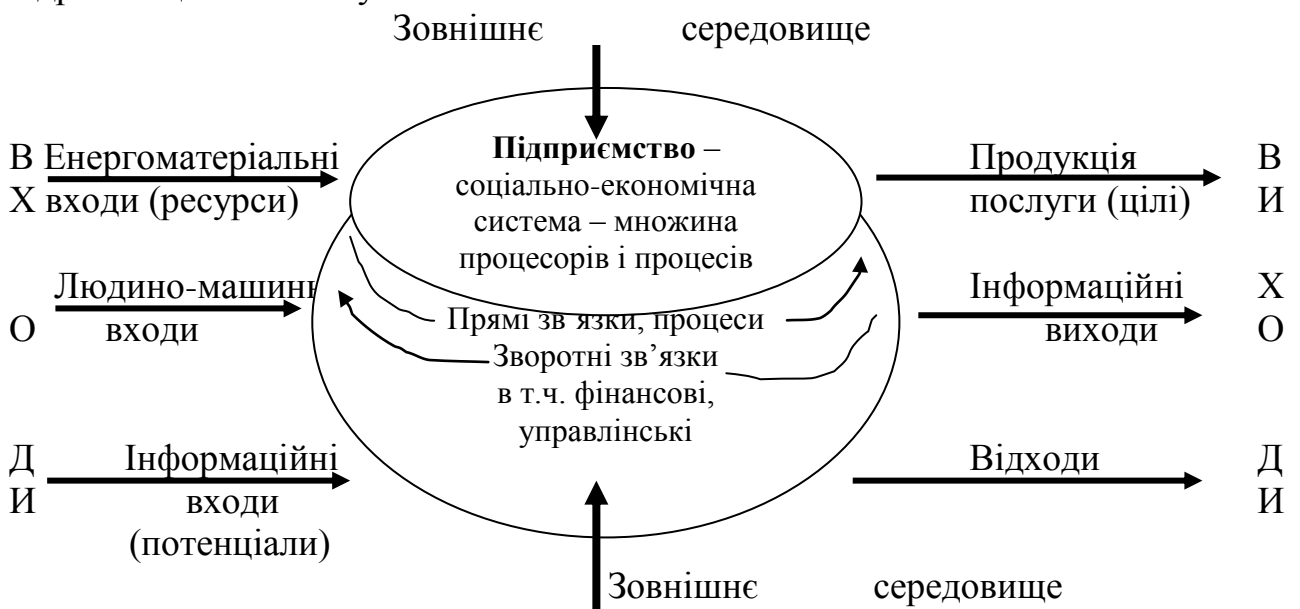 Зовнішнє середовище
В Енергоматеріальні
Х входи (ресурси)
О
Людино-машинн
входи
Д Інформаційні
И входи
(потенціали)
Підприємство –
соціально-економічна
система – множина
процесорів і процесів
Прямі зв язки, процеси
Зворотні зв’язки
в т.ч. фінансові,
управлінські
Продукція В
послуги (цілі) И
Інформаційні Х
виходи О
Відходи Д
И
Зовнішнє середовище